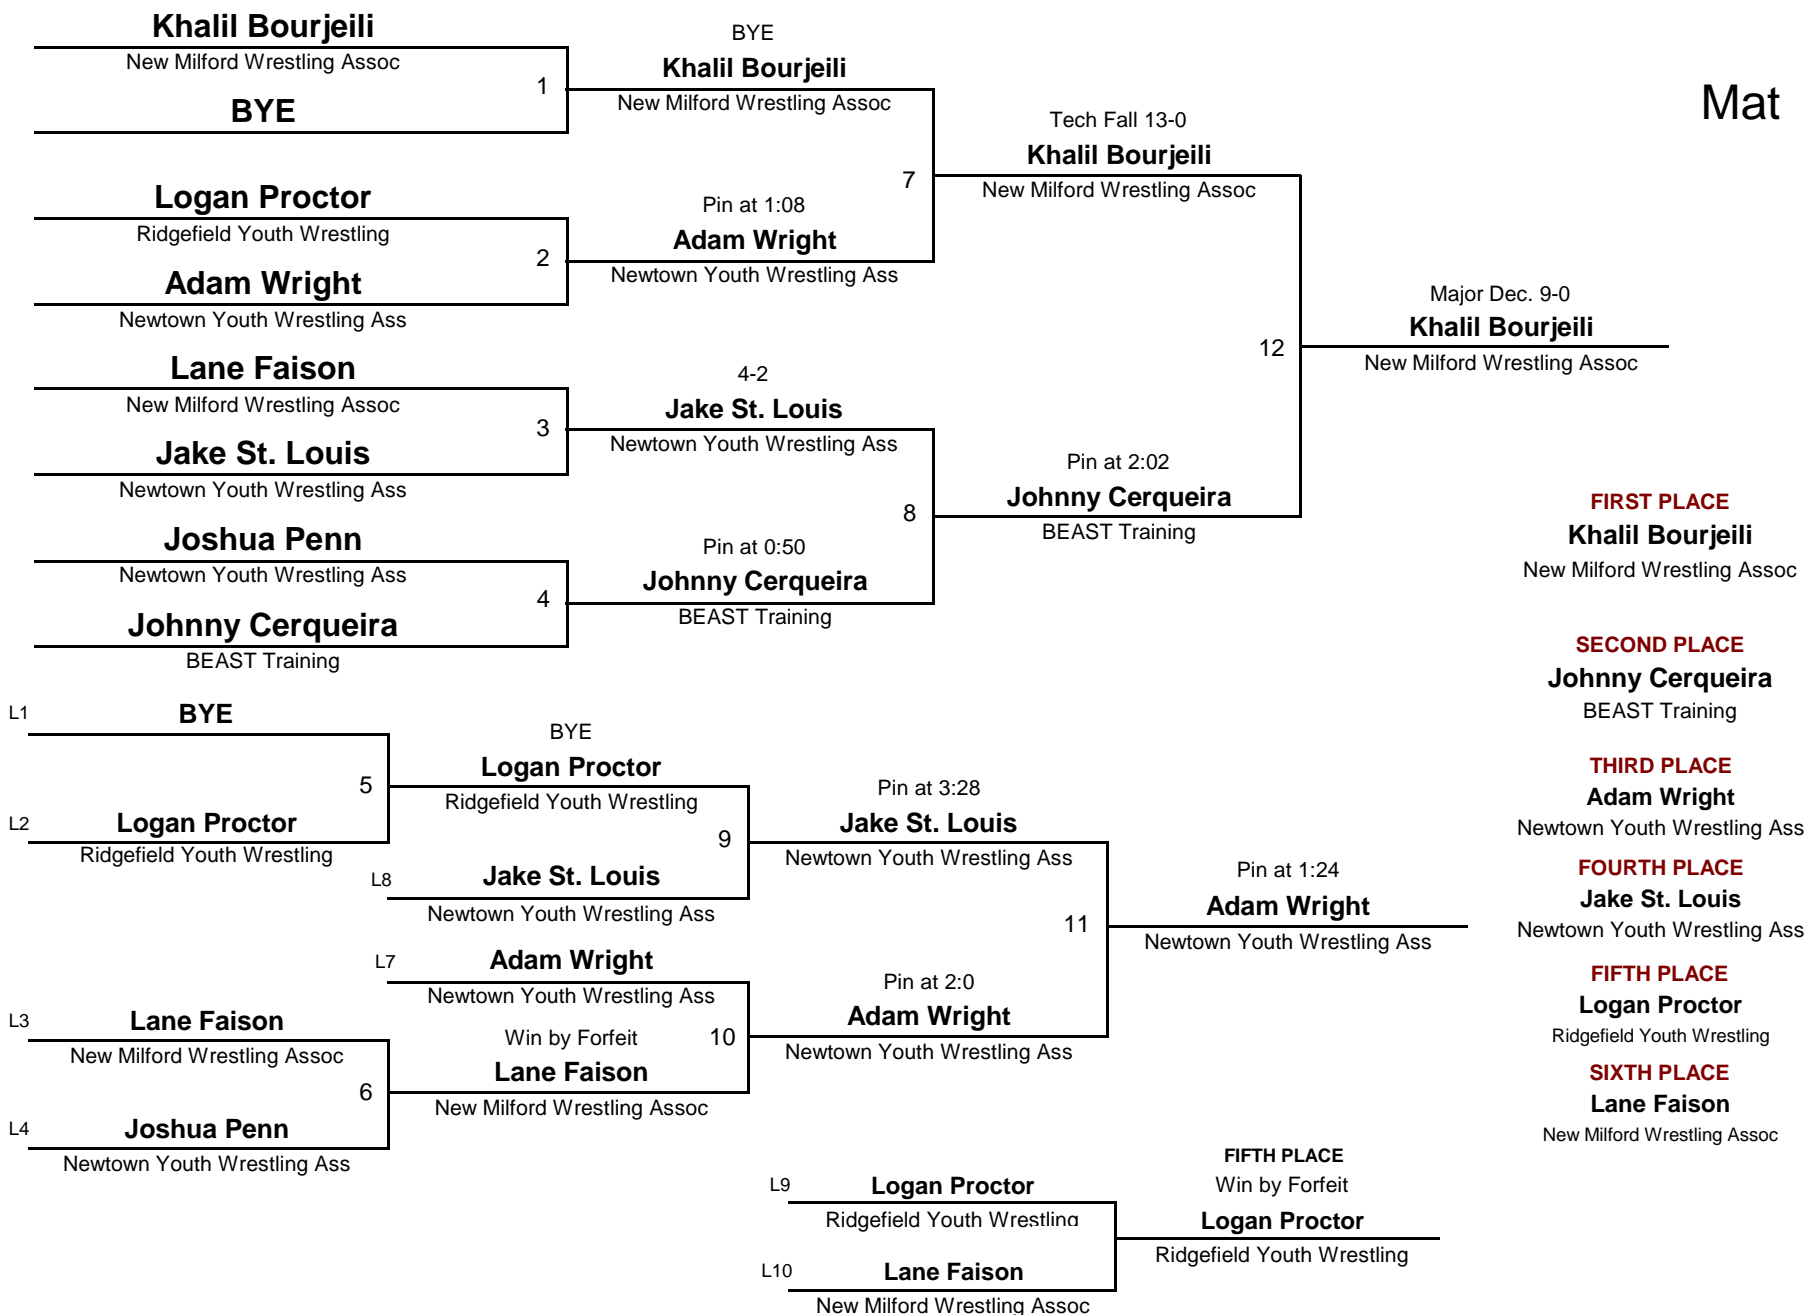 Khalil Bourjeili
New Milford Wrestling Assoc
1
BYE
BYE
Khalil Bourjeili
New Milford Wrestling Assoc
Mat
Logan Proctor
Ridgefield Youth Wrestling
2
Adam Wright
Newtown Youth Wrestling Ass
Pin at 1:08
Adam Wright
Newtown Youth Wrestling Ass
7
Tech Fall 13-0
Khalil Bourjeili
New Milford Wrestling Assoc
Lane Faison
New Milford Wrestling Assoc
3
Jake St. Louis
Newtown Youth Wrestling Ass
4-2
Jake St. Louis
Newtown Youth Wrestling Ass
Joshua Penn
Newtown Youth Wrestling Ass
4
Johnny Cerqueira
BEAST Training
Pin at 0:50
Johnny Cerqueira
BEAST Training
8
Pin at 2:02
Johnny Cerqueira
BEAST Training
12
Major Dec. 9-0
Khalil Bourjeili
New Milford Wrestling Assoc
FIRST PLACE
Khalil Bourjeili
New Milford Wrestling Assoc
SECOND PLACE
Johnny Cerqueira
BEAST Training
THIRD PLACE
Adam Wright
Newtown Youth Wrestling Ass
FOURTH PLACE
Jake St. Louis
Newtown Youth Wrestling Ass
FIFTH PLACE
Logan Proctor
Ridgefield Youth Wrestling
SIXTH PLACE
Lane Faison
New Milford Wrestling Assoc
L1
BYE
5
L2
Logan Proctor
Ridgefield Youth Wrestling
BYE
Logan Proctor
Ridgefield Youth Wrestling
9
L8
Jake St. Louis
Newtown Youth Wrestling Ass
Pin at 3:28
Jake St. Louis
Newtown Youth Wrestling Ass
L7
Adam Wright
Newtown Youth Wrestling Ass
10
L3
Lane Faison
New Milford Wrestling Assoc
6
L4
Joshua Penn
Newtown Youth Wrestling Ass
Win by Forfeit
Lane Faison
New Milford Wrestling Assoc
Pin at 2:0
Adam Wright
Newtown Youth Wrestling Ass
11
Pin at 1:24
Adam Wright
Newtown Youth Wrestling Ass
L9
Logan Proctor
Ridgefield Youth Wrestling
L10
Lane Faison
New Milford Wrestling Assoc
FIFTH PLACE
Win by Forfeit
Logan Proctor
Ridgefield Youth Wrestling